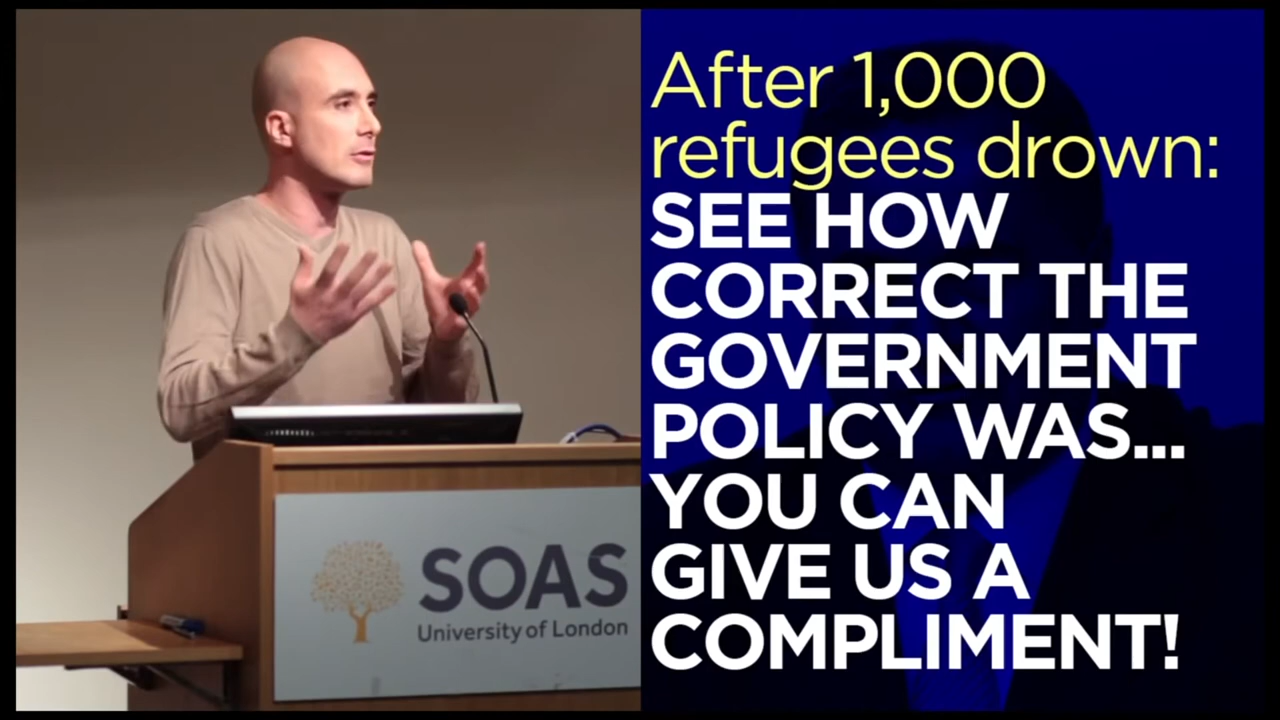 After 1,000
refugees drown:
SEE HOW
CORRECT THE
GOVERNMENT
POLICY WAS...
YOU CAN
GIVE US A
COMPLIMENT!
SOAS
University of London